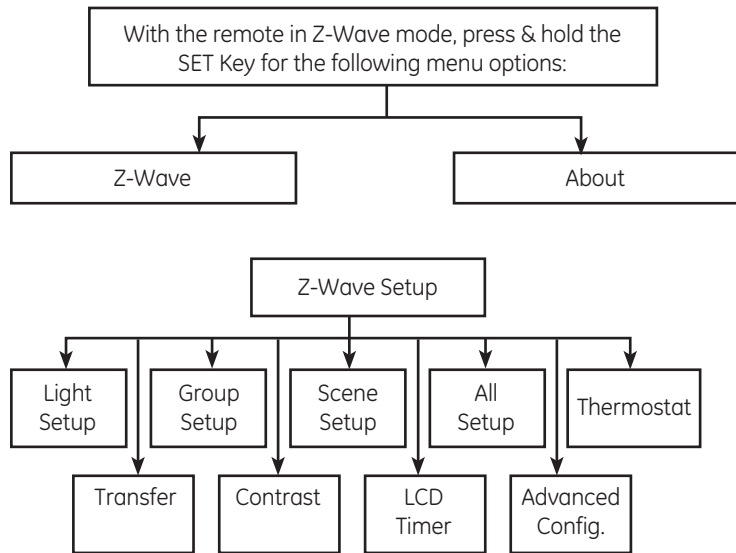 With the remote in Z-Wave mode, press & hold the
SET Key for the following menu options:
Z-Wave
About
Z-Wave Setup
Light
Setup
Group
Setup
Scene
Setup
All
Setup
Thermostat
Transfer
Contrast
LCD
Timer
Advanced
Config.